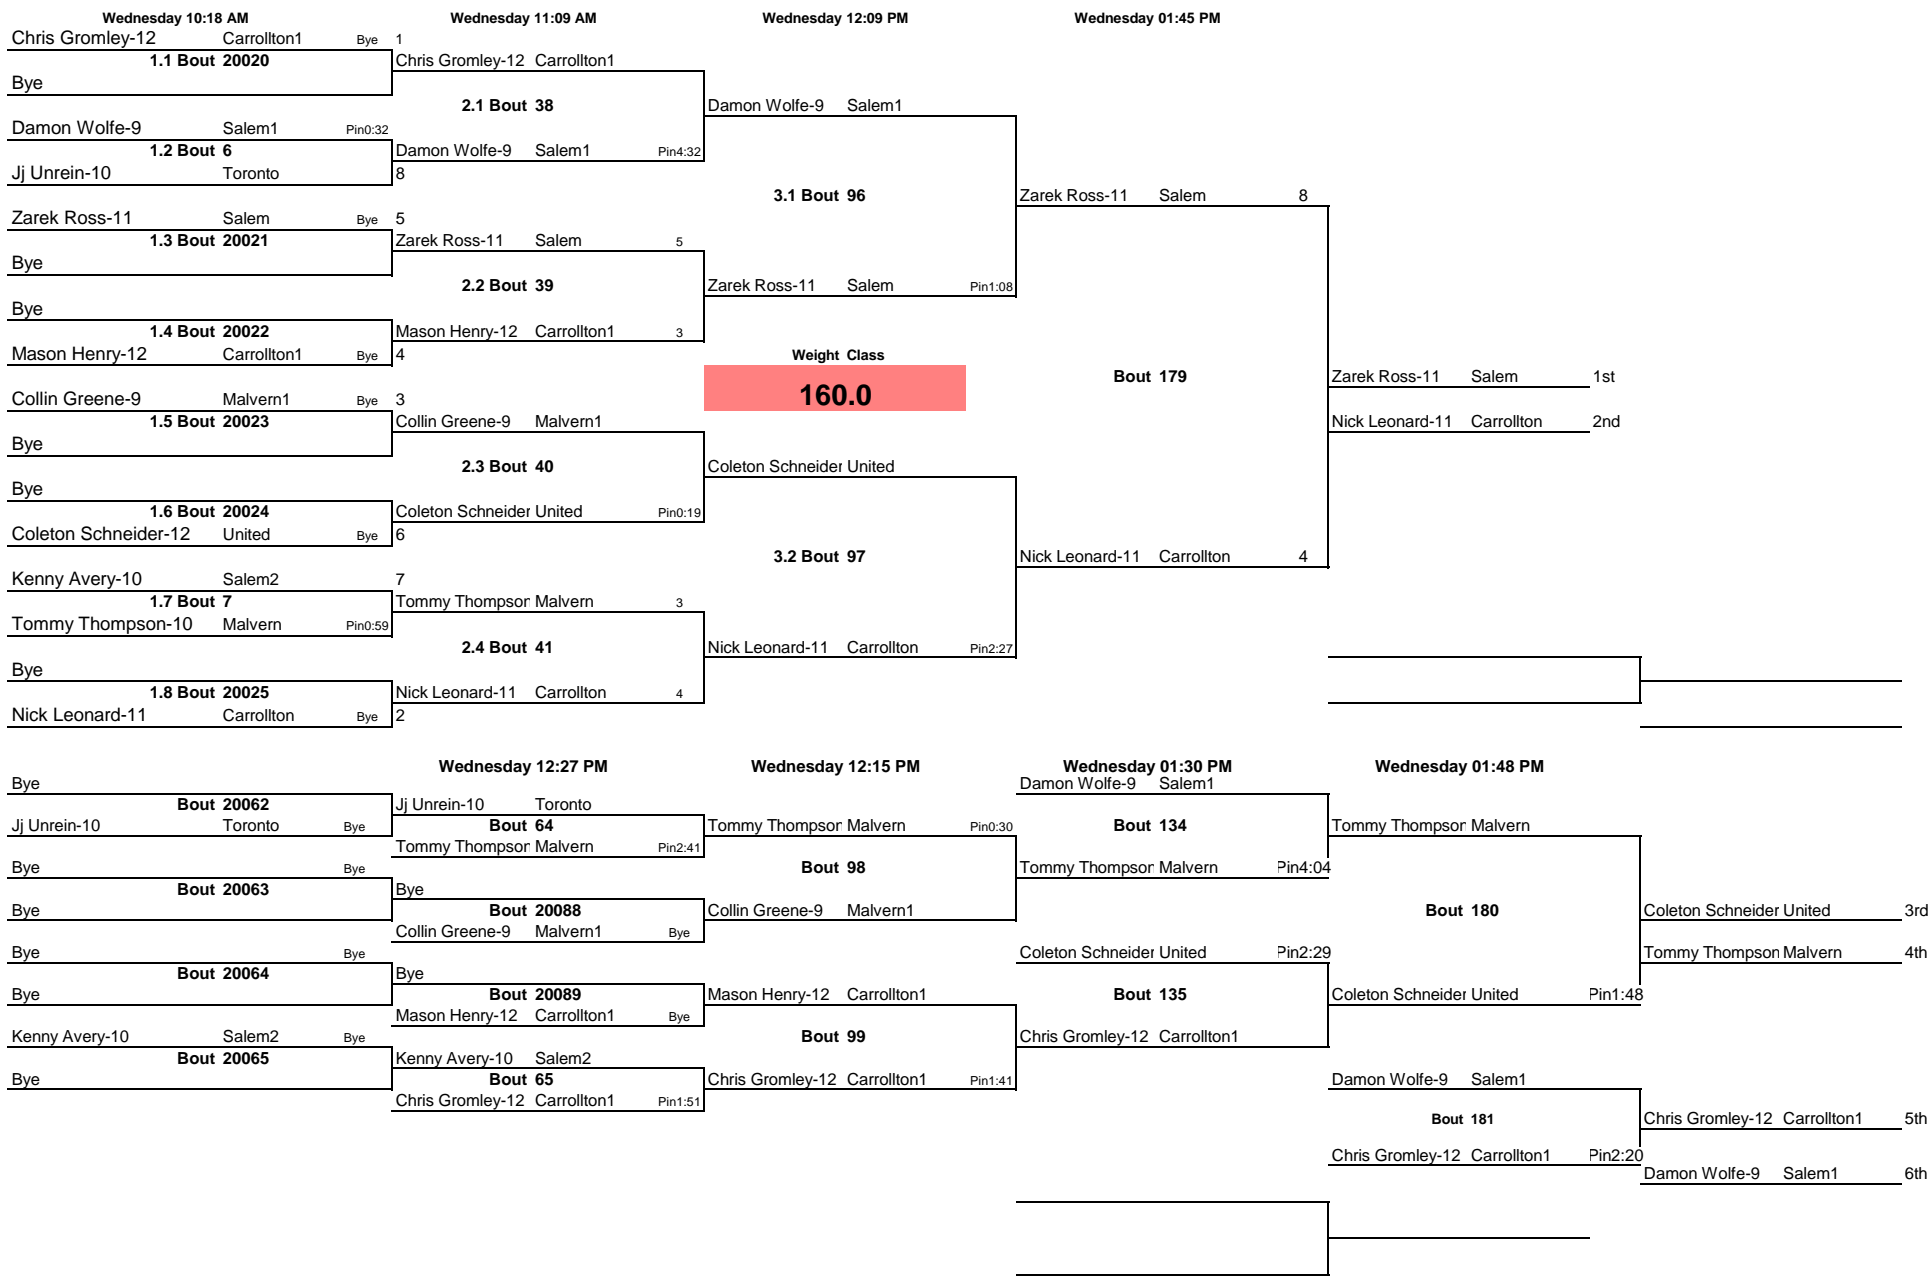 Wednesday 10:18 AM Wednesday 11:09 AM Wednesday 12:09 PM Wednesday 01:45 PM
Chris Gromley-12 Carrollton1 Bye 1
1.1 Bout 20020 Chris Gromley-12 Carrollton1
Bye
2.1 Bout 38 Damon Wolfe-9 Salem1
Damon Wolfe-9 Salem1 Pin0:32
1.2 Bout 6 Damon Wolfe-9 Salem1 Pin4:32
Jj Unrein-10 Toronto 8
3.1 Bout 96 Zarek Ross-11 Salem 8
Zarek Ross-11 Salem Bye 5
1.3 Bout 20021 Zarek Ross-11 Salem 5
Bye
2.2 Bout 39 Zarek Ross-11 Salem Pin1:08
Bye
1.4 Bout 20022 Mason Henry-12 Carrollton1 3
Mason Henry-12 Carrollton1 Bye 4 Weight Class
Bout 179 Zarek Ross-11 Salem 1st
Collin Greene-9 Malvern1 Bye 3 160.0
1.5 Bout 20023 Collin Greene-9 Malvern1 Nick Leonard-11 Carrollton 2nd
Bye
2.3 Bout 40 Coleton Schneider United
Bye
1.6 Bout 20024 Coleton Schneider United Pin0:19
Coleton Schneider-12 United Bye 6
3.2 Bout 97 Nick Leonard-11 Carrollton 4
Kenny Avery-10 Salem2 7
1.7 Bout 7 Tommy Thompson Malvern 3
Tommy Thompson-10 Malvern Pin0:59
2.4 Bout 41 Nick Leonard-11 Carrollton Pin2:27
Bye
1.8 Bout 20025 Nick Leonard-11 Carrollton 4
Nick Leonard-11 Carrollton Bye 2
Wednesday 12:27 PM Wednesday 12:15 PM Wednesday 01:30 PM Wednesday 01:48 PM
Bye Damon Wolfe-9 Salem1
Bout 20062 Jj Unrein-10 Toronto
Jj Unrein-10 Toronto Bye Bout 64 Tommy Thompson Malvern Pin0:30 Bout 134 Tommy Thompson Malvern
Tommy Thompson Malvern Pin2:41
Bye Bye Bout 98 Tommy Thompson Malvern Pin4:04
Bout 20063 Bye
Bye Bout 20088 Collin Greene-9 Malvern1 Bout 180 Coleton Schneider United 3rd
Collin Greene-9 Malvern1 Bye
Bye Bye Coleton Schneider United Pin2:29 Tommy Thompson Malvern 4th
Bout 20064 Bye
Bye Bout 20089 Mason Henry-12 Carrollton1 Bout 135 Coleton Schneider United Pin1:48
Mason Henry-12 Carrollton1 Bye
Kenny Avery-10 Salem2 Bye Bout 99 Chris Gromley-12 Carrollton1
Bout 20065 Kenny Avery-10 Salem2
Bye Bout 65 Chris Gromley-12 Carrollton1 Pin1:41 Damon Wolfe-9 Salem1
Chris Gromley-12 Carrollton1 Pin1:51
Bout 181 Chris Gromley-12 Carrollton1 5th
Chris Gromley-12 Carrollton1 Pin2:20
Damon Wolfe-9 Salem1 6th